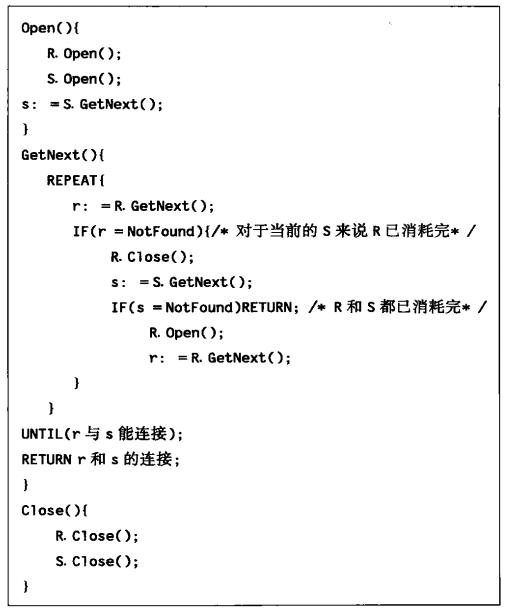 Open(){
R. Open();
S. Open();
s: =S. GetNext();
}
GetNext(){
REPEAT{
r: =R. GetNext();
IF(r =NotFound){/* 对于当前的 S 来说 R 已消耗完* /
R. Close();
s: =S. GetNext();
IF(s =NotFound)RETURN; /* R 和 S 都已消耗完* /
R. Open();
r: =R. GetNext();
}
}
UNTIL(r 与 s 能连接);
RETURN r 和 s 的连接;
}
Close(){
R. Close();
S. Close();
}